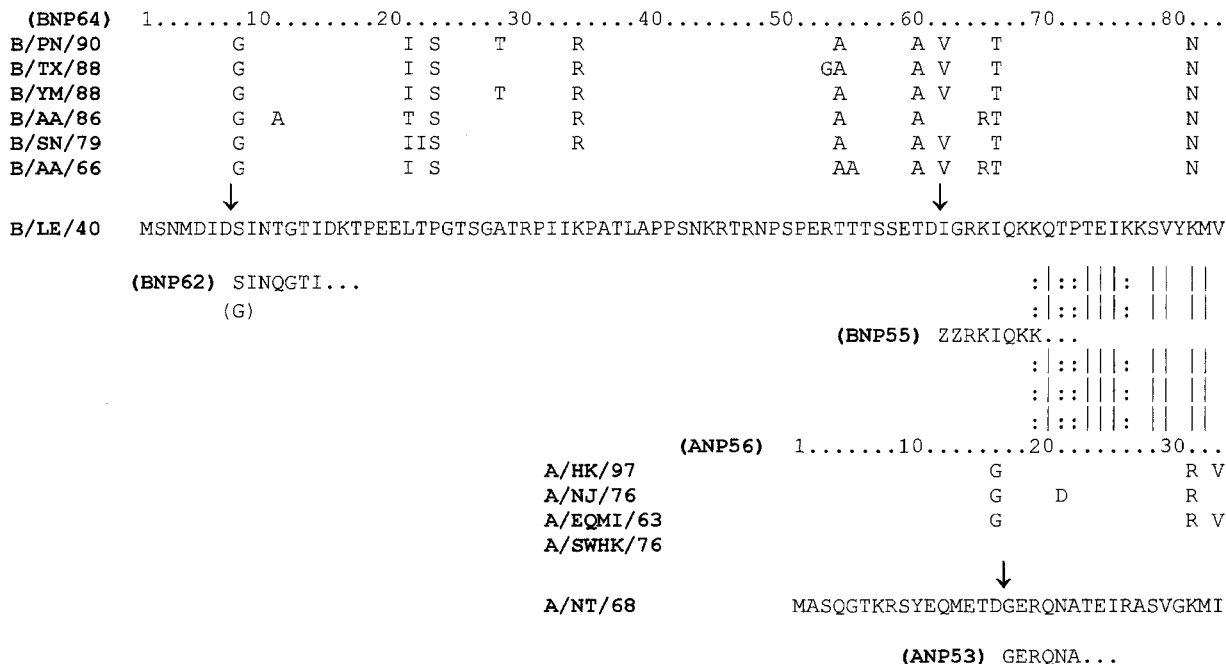 (BNP64) 1........10........20........30........40........50........60........70........80...
B/PN/90 G I S T R A A V T N
B/TX/88 G I S R GA A V T N
B/YM/88 G I S T R A A V T N
B/AA/86 G A T S R A A RT N
B/SN/79 G IIS R A A V T N
B/AA/66 G I S AA A V RT N
↓ ↓
B/LE/40 MSNMDIDSINTGTIDKTPEELTPGTSGATRPIIKPATLAPPSNKRTRNPSPERTTTSSETDIGRKIQKKQTPTEIKKSVYKMV
(BNP62) SINQGTI... :|::|||: || ||
(G) :|::|||: || ||
(BNP55) ZZRKIQKK...
:|::|||: || ||
:|::|||: || ||
:|::|||: || ||
(ANP56) 1.......10........20........30...
A/HK/97 G R V
A/NJ/76 G D R
A/EQMI/63 G R V
A/SWHK/76
↓
A/NT/68 MASQGTKRSYEQMETDGERQNATEIRASVGKMI
(ANP53) GERQNA...